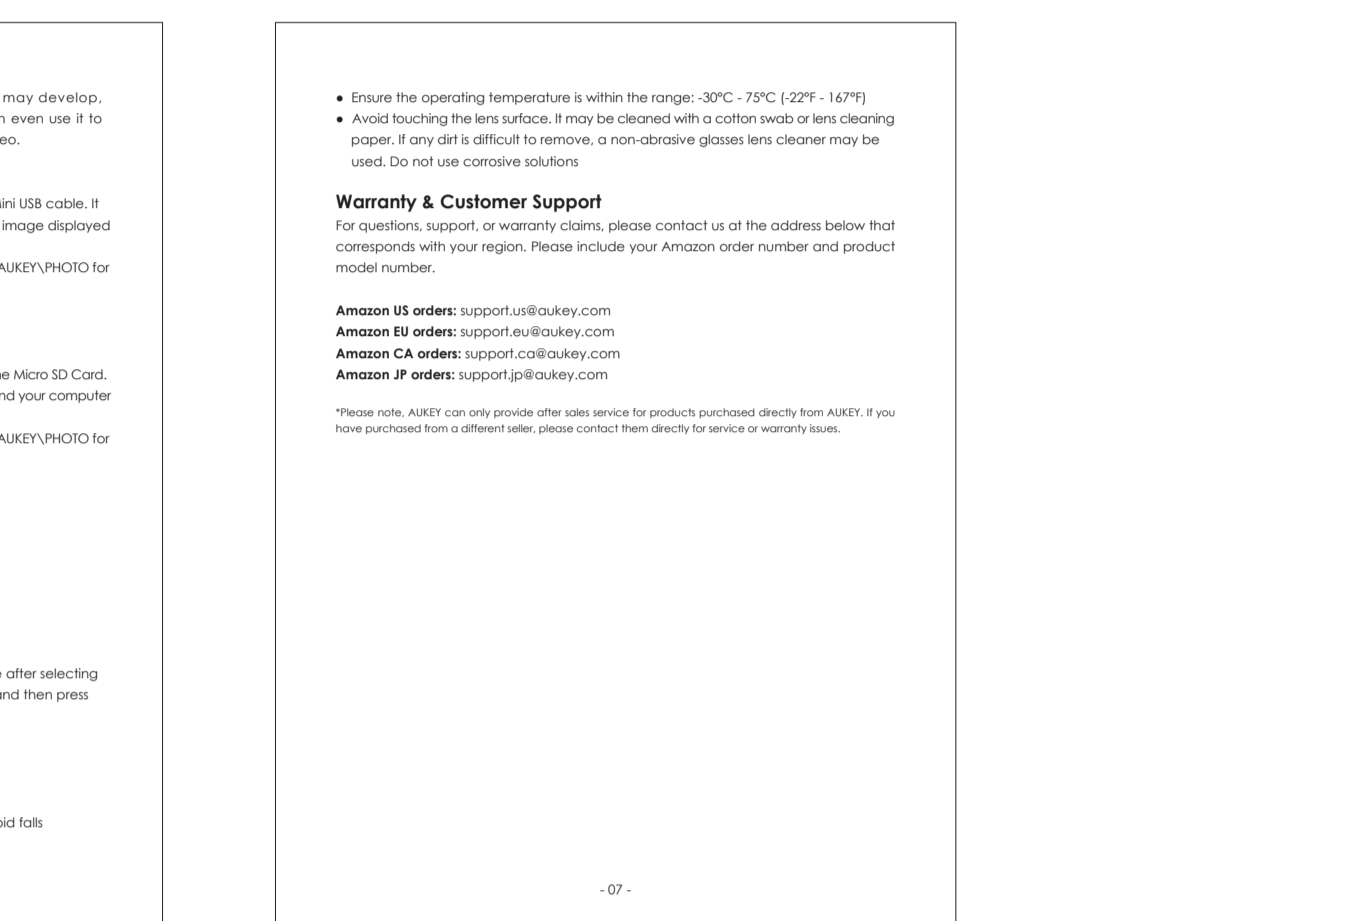 may develop,
even use it to
USB cable. It
image displayed
AUKEY\PHOTO for
Micro SD Card.
your computer
AUKEY\PHOTO for
after selecting
and then press
falls
● Ensure the operating temperature is within the range: -30°C - 75°C (-22°F - 167°F)
● Avoid touching the lens surface. It may be cleaned with a cotton swab or lens cleaning
paper. If any dirt is difficult to remove, a non-abrasive glasses lens cleaner may be
used. Do not use corrosive solutions
Warranty & Customer Support
For questions, support, or warranty claims, please contact us at the address below that
corresponds with your region. Please include your Amazon order number and product
model number.
Amazon US orders: support.us@aukey.com
Amazon EU orders: support.eu@aukey.com
Amazon CA orders: support.ca@aukey.com
Amazon JP orders: support.jp@aukey.com
*Please note, AUKEY can only provide after sales service for products purchased directly from AUKEY. If you
have purchased from a different seller, please contact them directly for service or warranty issues.
- 07 -